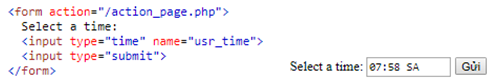 <form action="/action_page.php">
Select a time:
<input type="time" name="usr_time">
<input type="submit">
</form>
Select a time: 07:58 SA Gửi